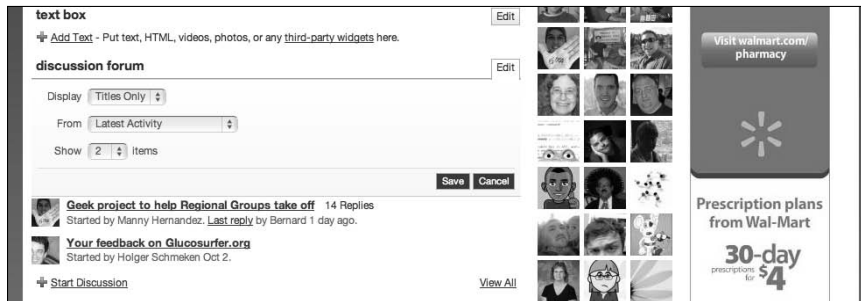 text box
Edit
Add Text - Put text, HTML, videos, photos, or any third-party widgets here.
discussion forum
Edit
Display Titles Only
From Latest Activity
Show 2 items
Save Cancel
Geek project to help Regional Groups take off 14 Replies
Started by Manny Hernandez. Last reply by Bernard 1 day ago.
Your feedback on Glucosurfer.org
Started by Holger Schmeken Oct 2.
Start Discussion
View All
Visit walmart.com/
pharmacy
Prescription plans
from Wal-Mart
30-day
prescriptions
for $4